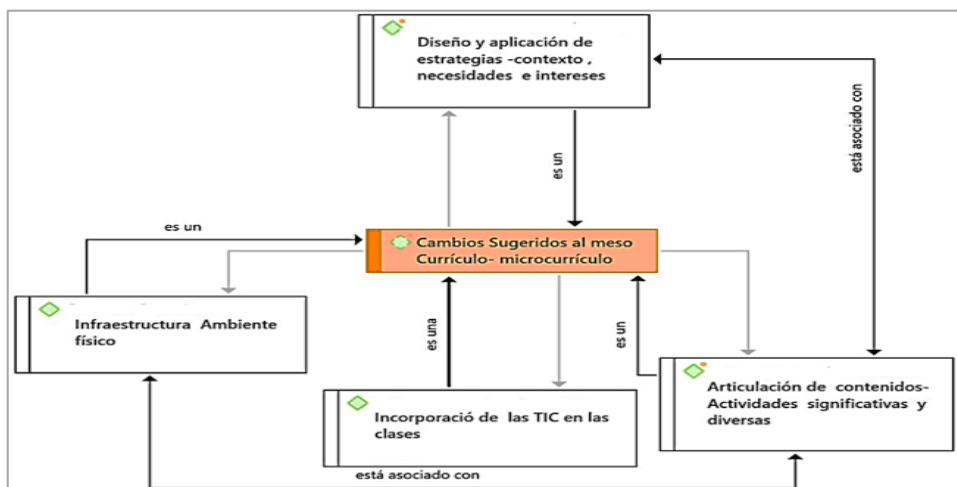 Diseño y aplicación de
estrategias -contexto ,
necesidades e intereses
está asociado con
es un
es un
Cambios Sugeridos al meso
Currículo- microcurrículo
Infraestructura Ambiente
físico
es una
es un
Incorporació de las TIC en las
clases
Articulación de contenidos-
Actividades significativas y
diversas
está asociado con